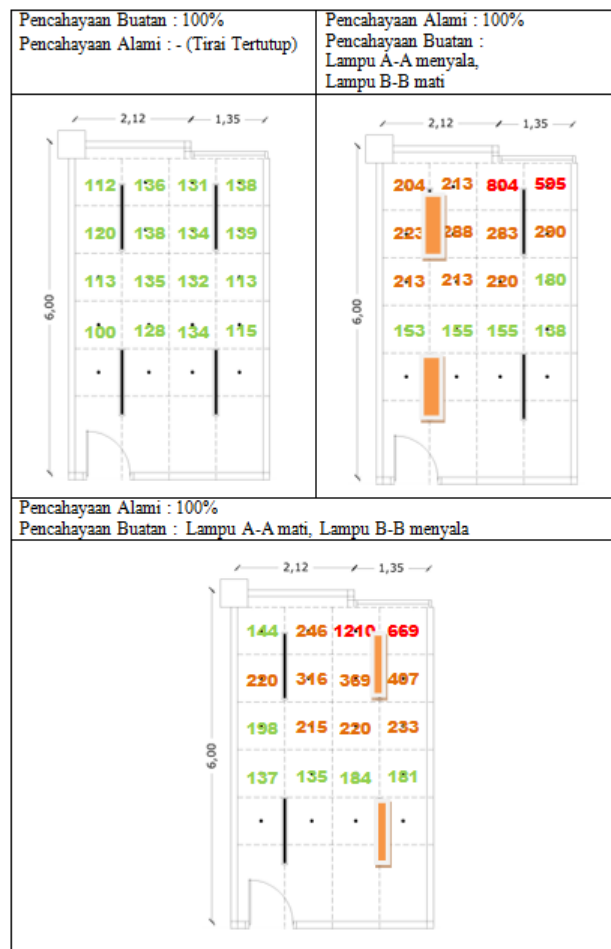 Pencahayaan Buatan : 100%
Pencahayaan Alami : - (Tirai Tertutup)
Pencahayaan Alami : 100%
Pencahayaan Buatan :
Lampu A-A menyala,
Lampu B-B mati
2,12 1,35
6,00
112 136 131 138
120 138 134 139
113 135 132 113
100 128 134 115
2,12 1,35
6,00
204 213 804 595
223 288 283 290
213 213 220 180
153 155 155
Pencahayaan Alami : 100%
Pencahayaan Buatan : Lampu A-A mati, Lampu B-B menyala
2,12 1,35
6,00
144 246 1210 669
220 316 369
198 215 220 233
137 135 184 181